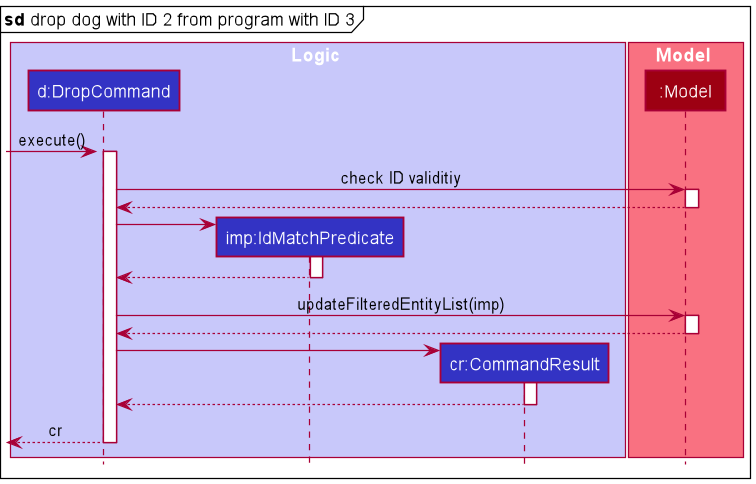 sd drop dog with ID 2 from program with ID 3
Logic
Model
d:DropCommand
:Model
execute()
check ID validitiy
imp:IdMatchPredicate
updateFilteredEntityList(imp)
cr:CommandResult
cr